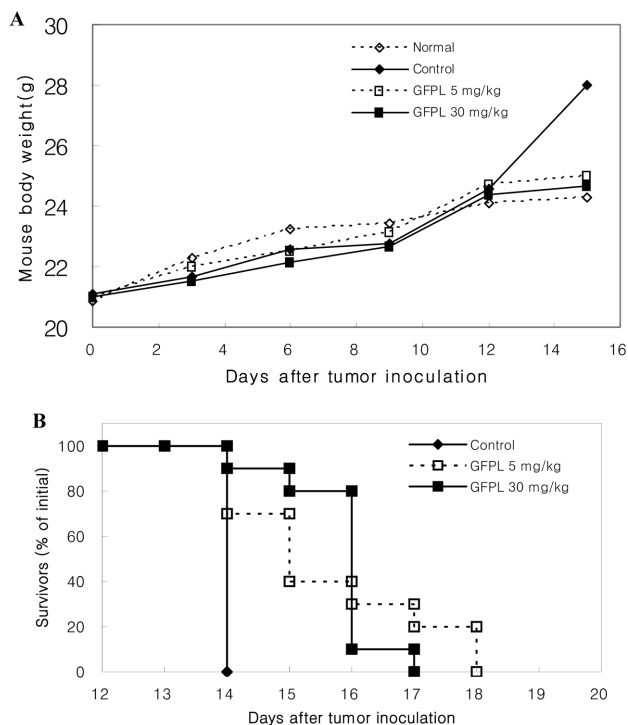 A
30
28
26
24
22
20
Mouse body weight(g)
Normal
Control
GFPL 5 mg/kg
GFPL 30 mg/kg
0 2 4 6 8 10 12 14 16
Days after tumor inoculation
B
100
80
60
40
20
0
Survivors (% of initial)
Control
GFPL 5 mg/kg
GFPL 30 mg/kg
12 13 14 15 16 17 18 19 20
Days after tumor inoculation